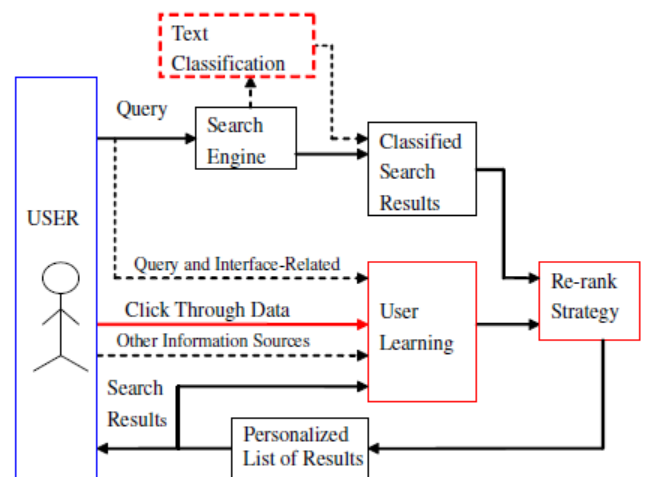 Text
Classification
Query
Search
Engine
Classified
Search
Results
USER
Query and Interface-Related
Click Through Data
Other Information Sources
User
Learning
Re-rank
Strategy
Search
Results
Personalized
List of Results